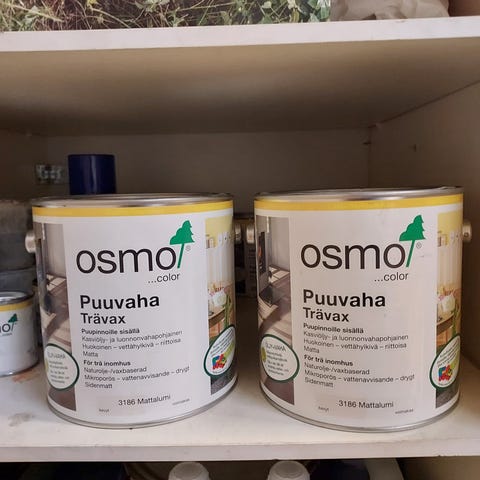 osmo
...color
Puuvaha
Trävax
Puupinnoille sisällä
Kasviöljy- ja luonnonvahapohjainen
Huokoinen – vettähylkivä – riittoisa
Matta
För trä inomhus
Naturolje-/vaxbaserad
Mikroporös – vattenavvisande – drygt
Sidenmatt
3186 Mattalumi
osmo
® 
...color
Puuvaha
Trävax
Puupinnoille sisällä
Kasviöljy- ja luonnonvahapohjainen
Huokoinen – vettähylkivä – riittoisa
Matta
För trä inomhus
Naturolje-/vaxbaserad
Mikroporös – vattenavvisande – drygt
Sidenmatt
3186 Mattalumi
mo